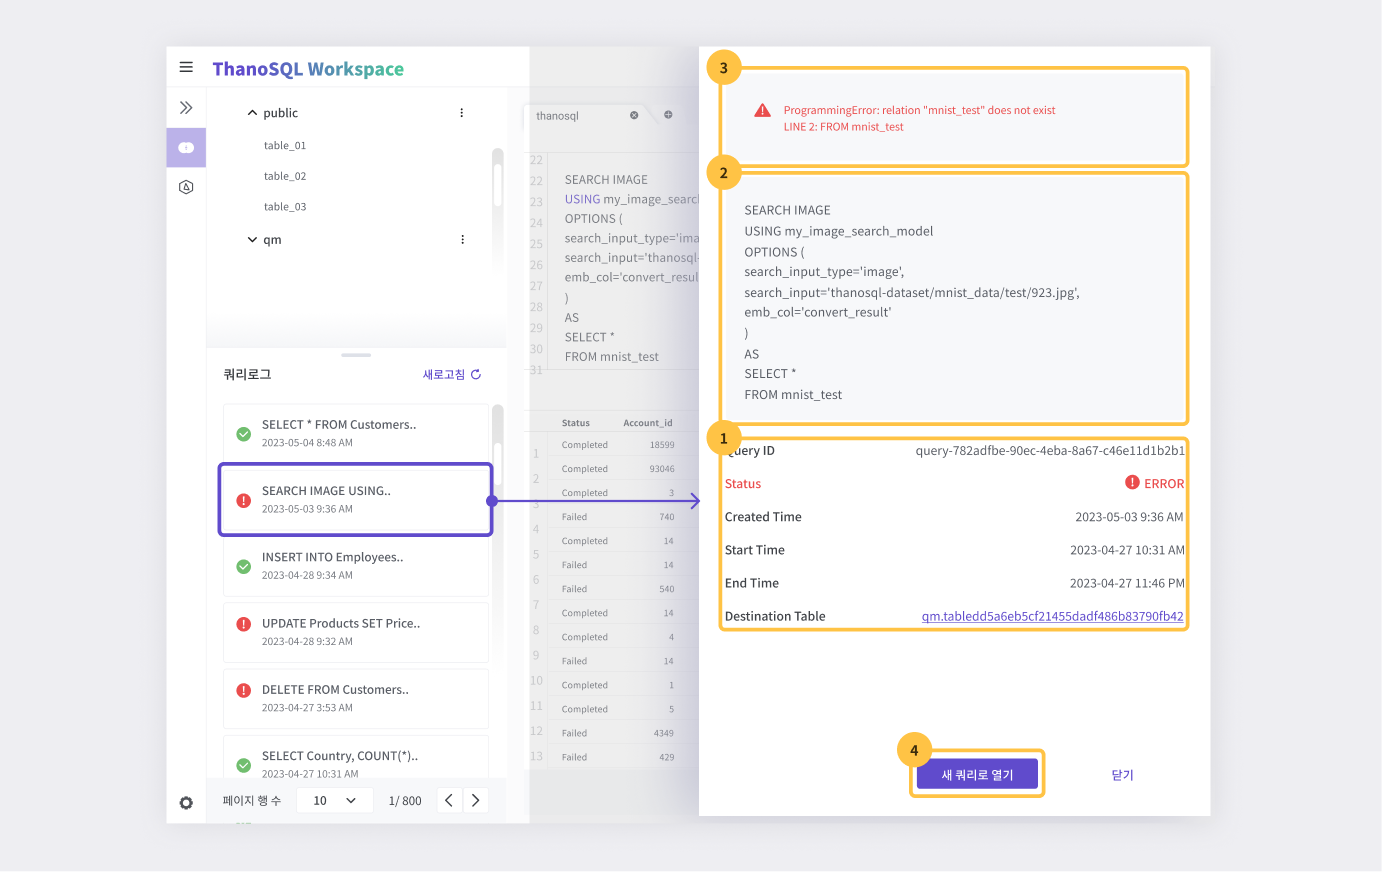 ThanoSQL Workspace
public
table_01
table_02
table_03
qm
쿼리로그
새로고침
SELECT * FROM Customers..
2023-05-04 8:48 AM
SEARCH IMAGE USING..
2023-05-03 9:36 AM
INSERT INTO Employees..
2023-04-28 9:34 AM
UPDATE Products SET Price..
2023-04-28 9:32 AM
DELETE FROM Customers..
2023-04-27 3:53 AM
SELECT Country, COUNT(*)..
2023-04-27 10:31 AM
페이지 행 수
10
1/ 800
thanosql
22
22 SEARCH IMAGE
23 USING my_image_searc
24 OPTIONS (
25 search_input_type='ima
26 search_input='thanosql-
27 emb_col='convert_resul
28 )
29 AS
30 SELECT *
31 FROM mnist_test
Status Account_id
1 Completed 18599
2 Completed 93046
3 Completed 3
4 Failed 740
5 Completed 14
6 Failed 14
7 Failed 540
8 Completed 14
9 Completed 4
10 Failed 14
11 Completed 1
12 Completed 5
13 Failed 4349
Failed 429
3
ProgrammingError: relation "mnist_test" does not exist
LINE 2: FROM mnist_test
2
SEARCH IMAGE
USING my_image_search_model
OPTIONS (
search_input_type='image',
search_input='thanosql-dataset/mnist_data/test/923.jpg',
emb_col='convert_result'
)
AS
SELECT *
FROM mnist_test
1
Query ID query-782adfbe-90ec-4eba-8a67-c46e11d1b2b1
Status ERROR
Created Time 2023-05-03 9:36 AM
Start Time 2023-04-27 10:31 AM
End Time 2023-04-27 11:46 PM
Destination Table qm.tabledd5a6eb5cf21455dadf486b83790fb42
4
새 쿼리로 열기
닫기